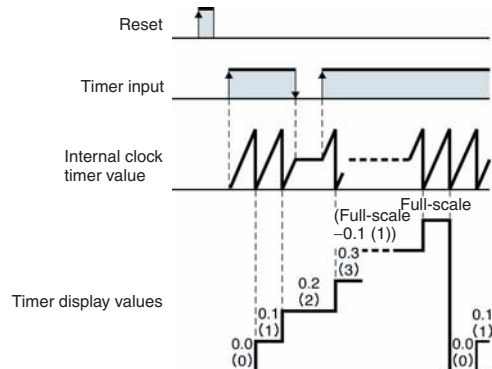 Reset
Timer input
Internal clock
timer value
Full-scale
(Full-scale
−0.1 (1))
0.3
(3)
0.2
(2)
Timer display values
0.1
(1)
0.1
(1)
0.0
(0)
0.0
(0)